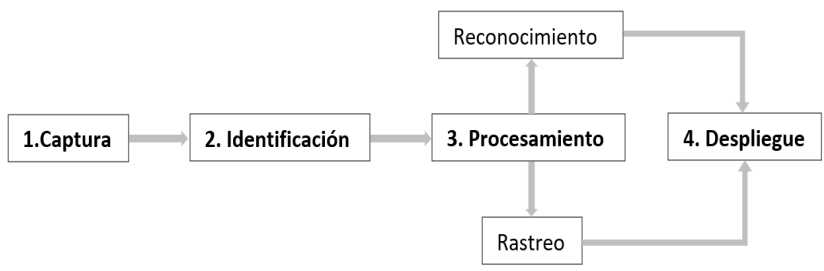 Reconocimiento
1.Captura
2. Identificación
3. Procesamiento
4. Despliegue
Rastreo